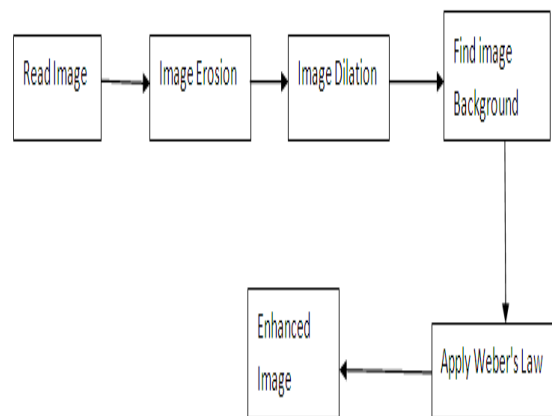 Read Image
Image Erosion
Image Dilation
Find image
Background
Apply Weber's Law
Enhanced
Image